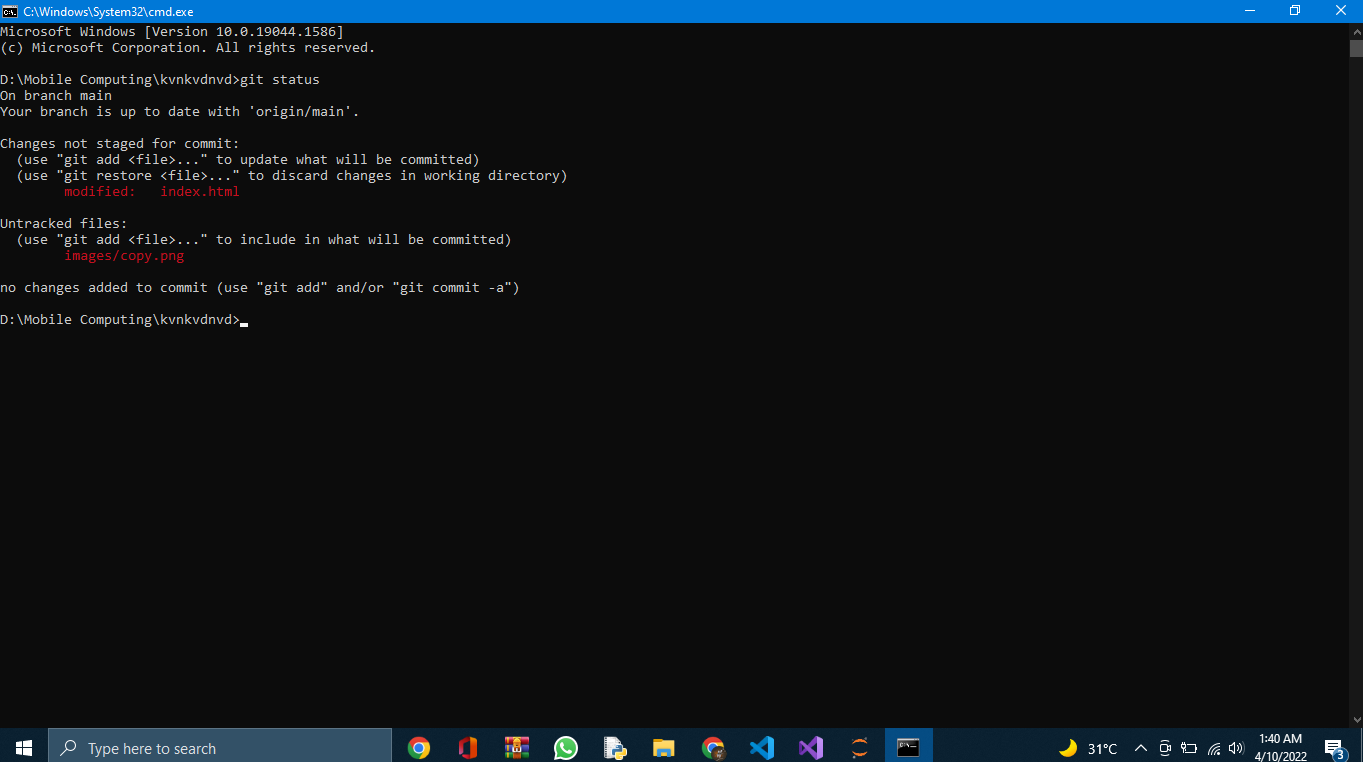 C:\Windows\System32\cmd.exe
Microsoft Windows [Version 10.0.19044.1586]
(c) Microsoft Corporation. All rights reserved.
D:\Mobile Computing\kvnkvdnvd>git status
On branch main
Your branch is up to date with 'origin/main'.
Changes not staged for commit:
  (use "git add <file>..." to update what will be committed)
  (use "git restore <file>..." to discard changes in working directory)
        modified:   index.html
Untracked files:
  (use "git add <file>..." to include in what will be committed)
        images/copy.png
no changes added to commit (use "git add" and/or "git commit -a")
D:\Mobile Computing\kvnkvdnvd>
Type here to search
31°C
1:40 AM
4/10/2022
3